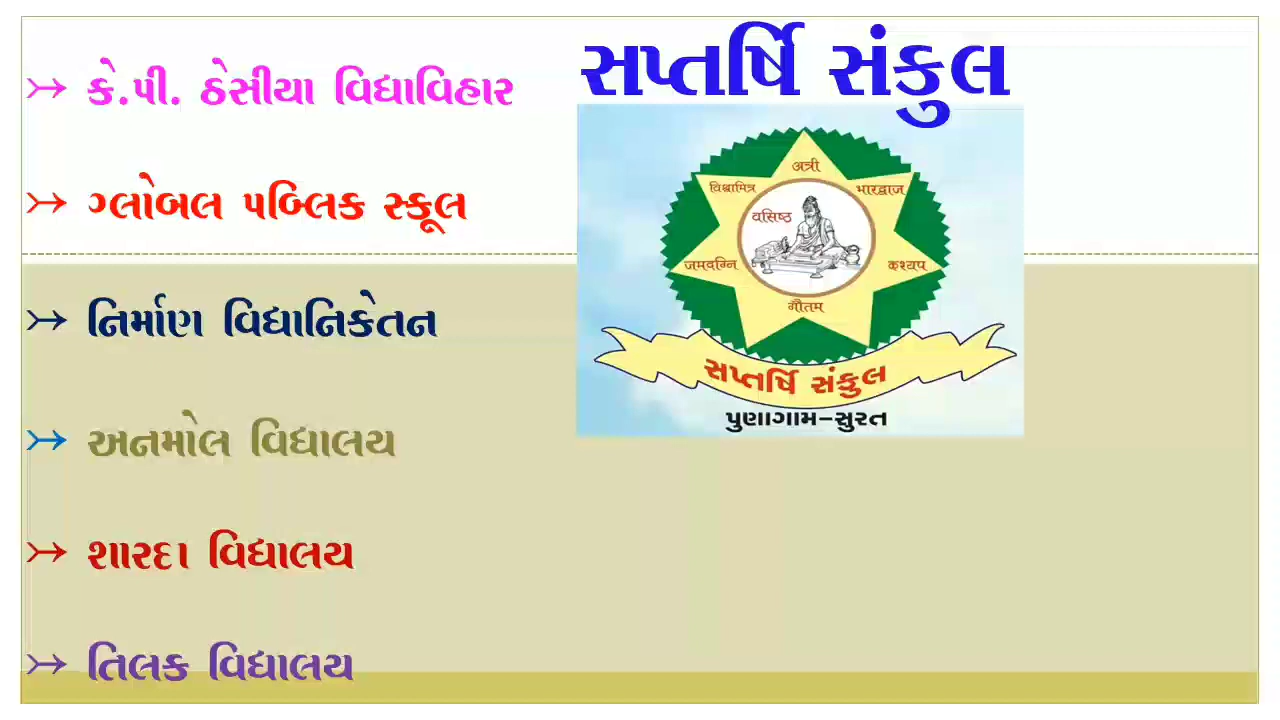 સપ્તર્ષિ સંકુલ
↣ કે.પી. ઠેસીયા વિદ્યાવિહાર
↣ ગ્લોબલ પબ્લિક સ્કૂલ
↣ નિર્માણ વિદ્યાનિકેતન
↣ અનમોલ વિદ્યાલય
↣ શારદા વિદ્યાલય
↣ તિલક વિદ્યાલય
अत्री
विश्वामित्र
भारद्वाज
वसिष्ठ
जमदग्नि
कश्यप
गौतम
સપ્તર્ષિ સંકુલ
પુણાગામ-સુરત